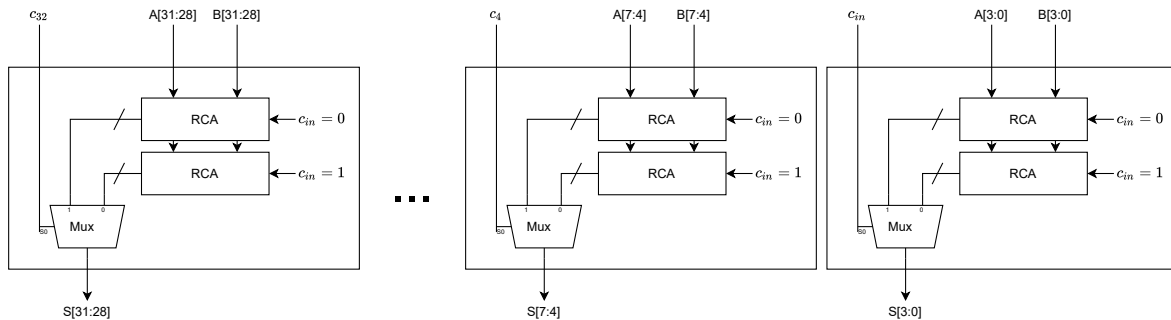 c₃₂ A[31:28] B[31:28] c₄ A[7:4] B[7:4] cᵢₙ A[3:0] B[3:0]
RCA cᵢₙ = 0 RCA cᵢₙ = 0 RCA cᵢₙ = 0
RCA cᵢₙ = 1 RCA cᵢₙ = 1 RCA cᵢₙ = 1
1 0 1 0 1 0
S0 Mux S0 Mux S0 Mux
S[31:28] S[7:4] S[3:0]